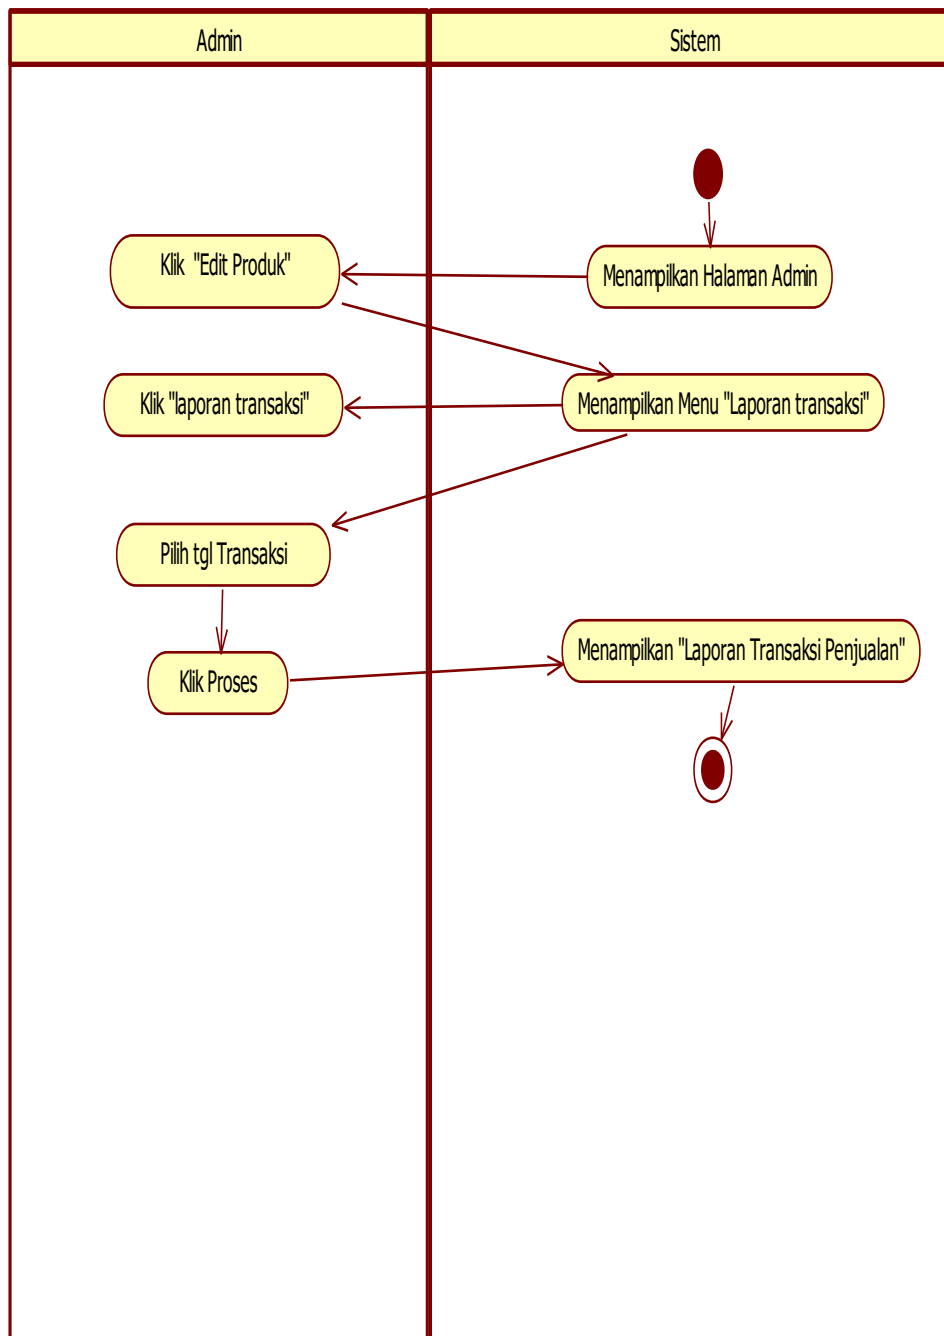 Admin
Sistem
Klik "Edit Produk"
Menampilkan Halaman Admin
Klik "laporan transaksi"
Menampilkan Menu "Laporan transaksi"
Pilih tgl Transaksi
Menampilkan "Laporan Transaksi Penjualan"
Klik Proses